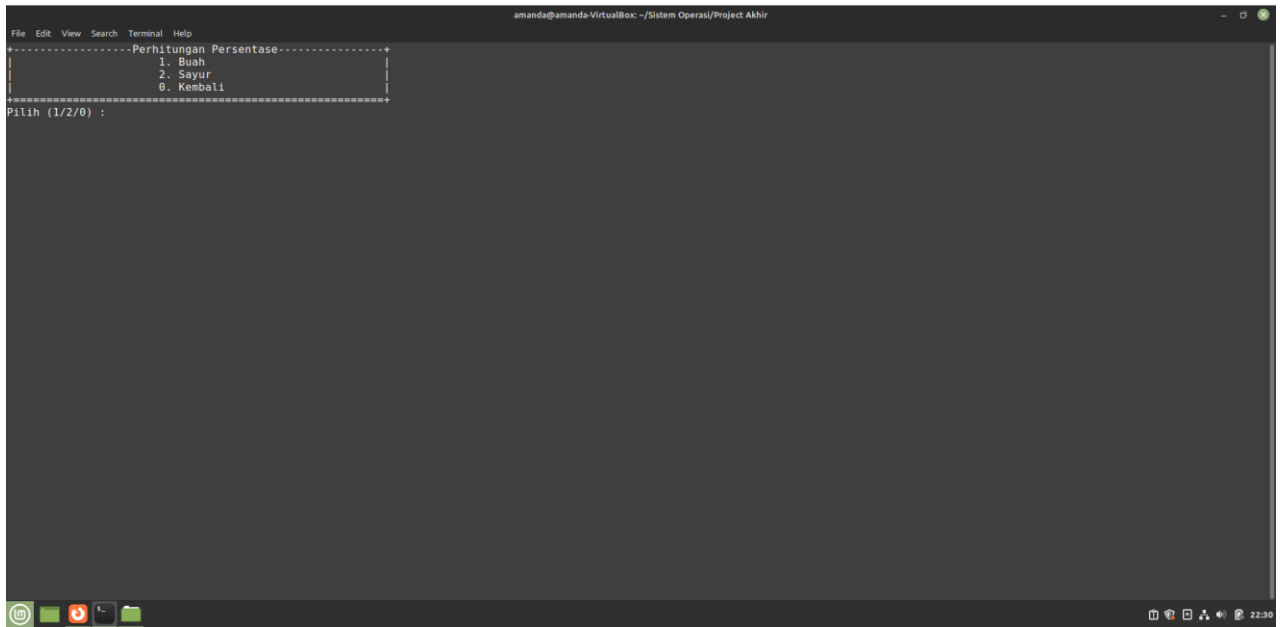 amanda@amanda-VirtualBox: ~/Sistem Operasi/Project Akhir
File Edit View Search Terminal Help
+------------------Perhitungan Persentase----------------+
| 1. Buah |
| 2. Sayur |
| 0. Kembali |
+========================================================+
Pilih (1/2/0) :
22:30